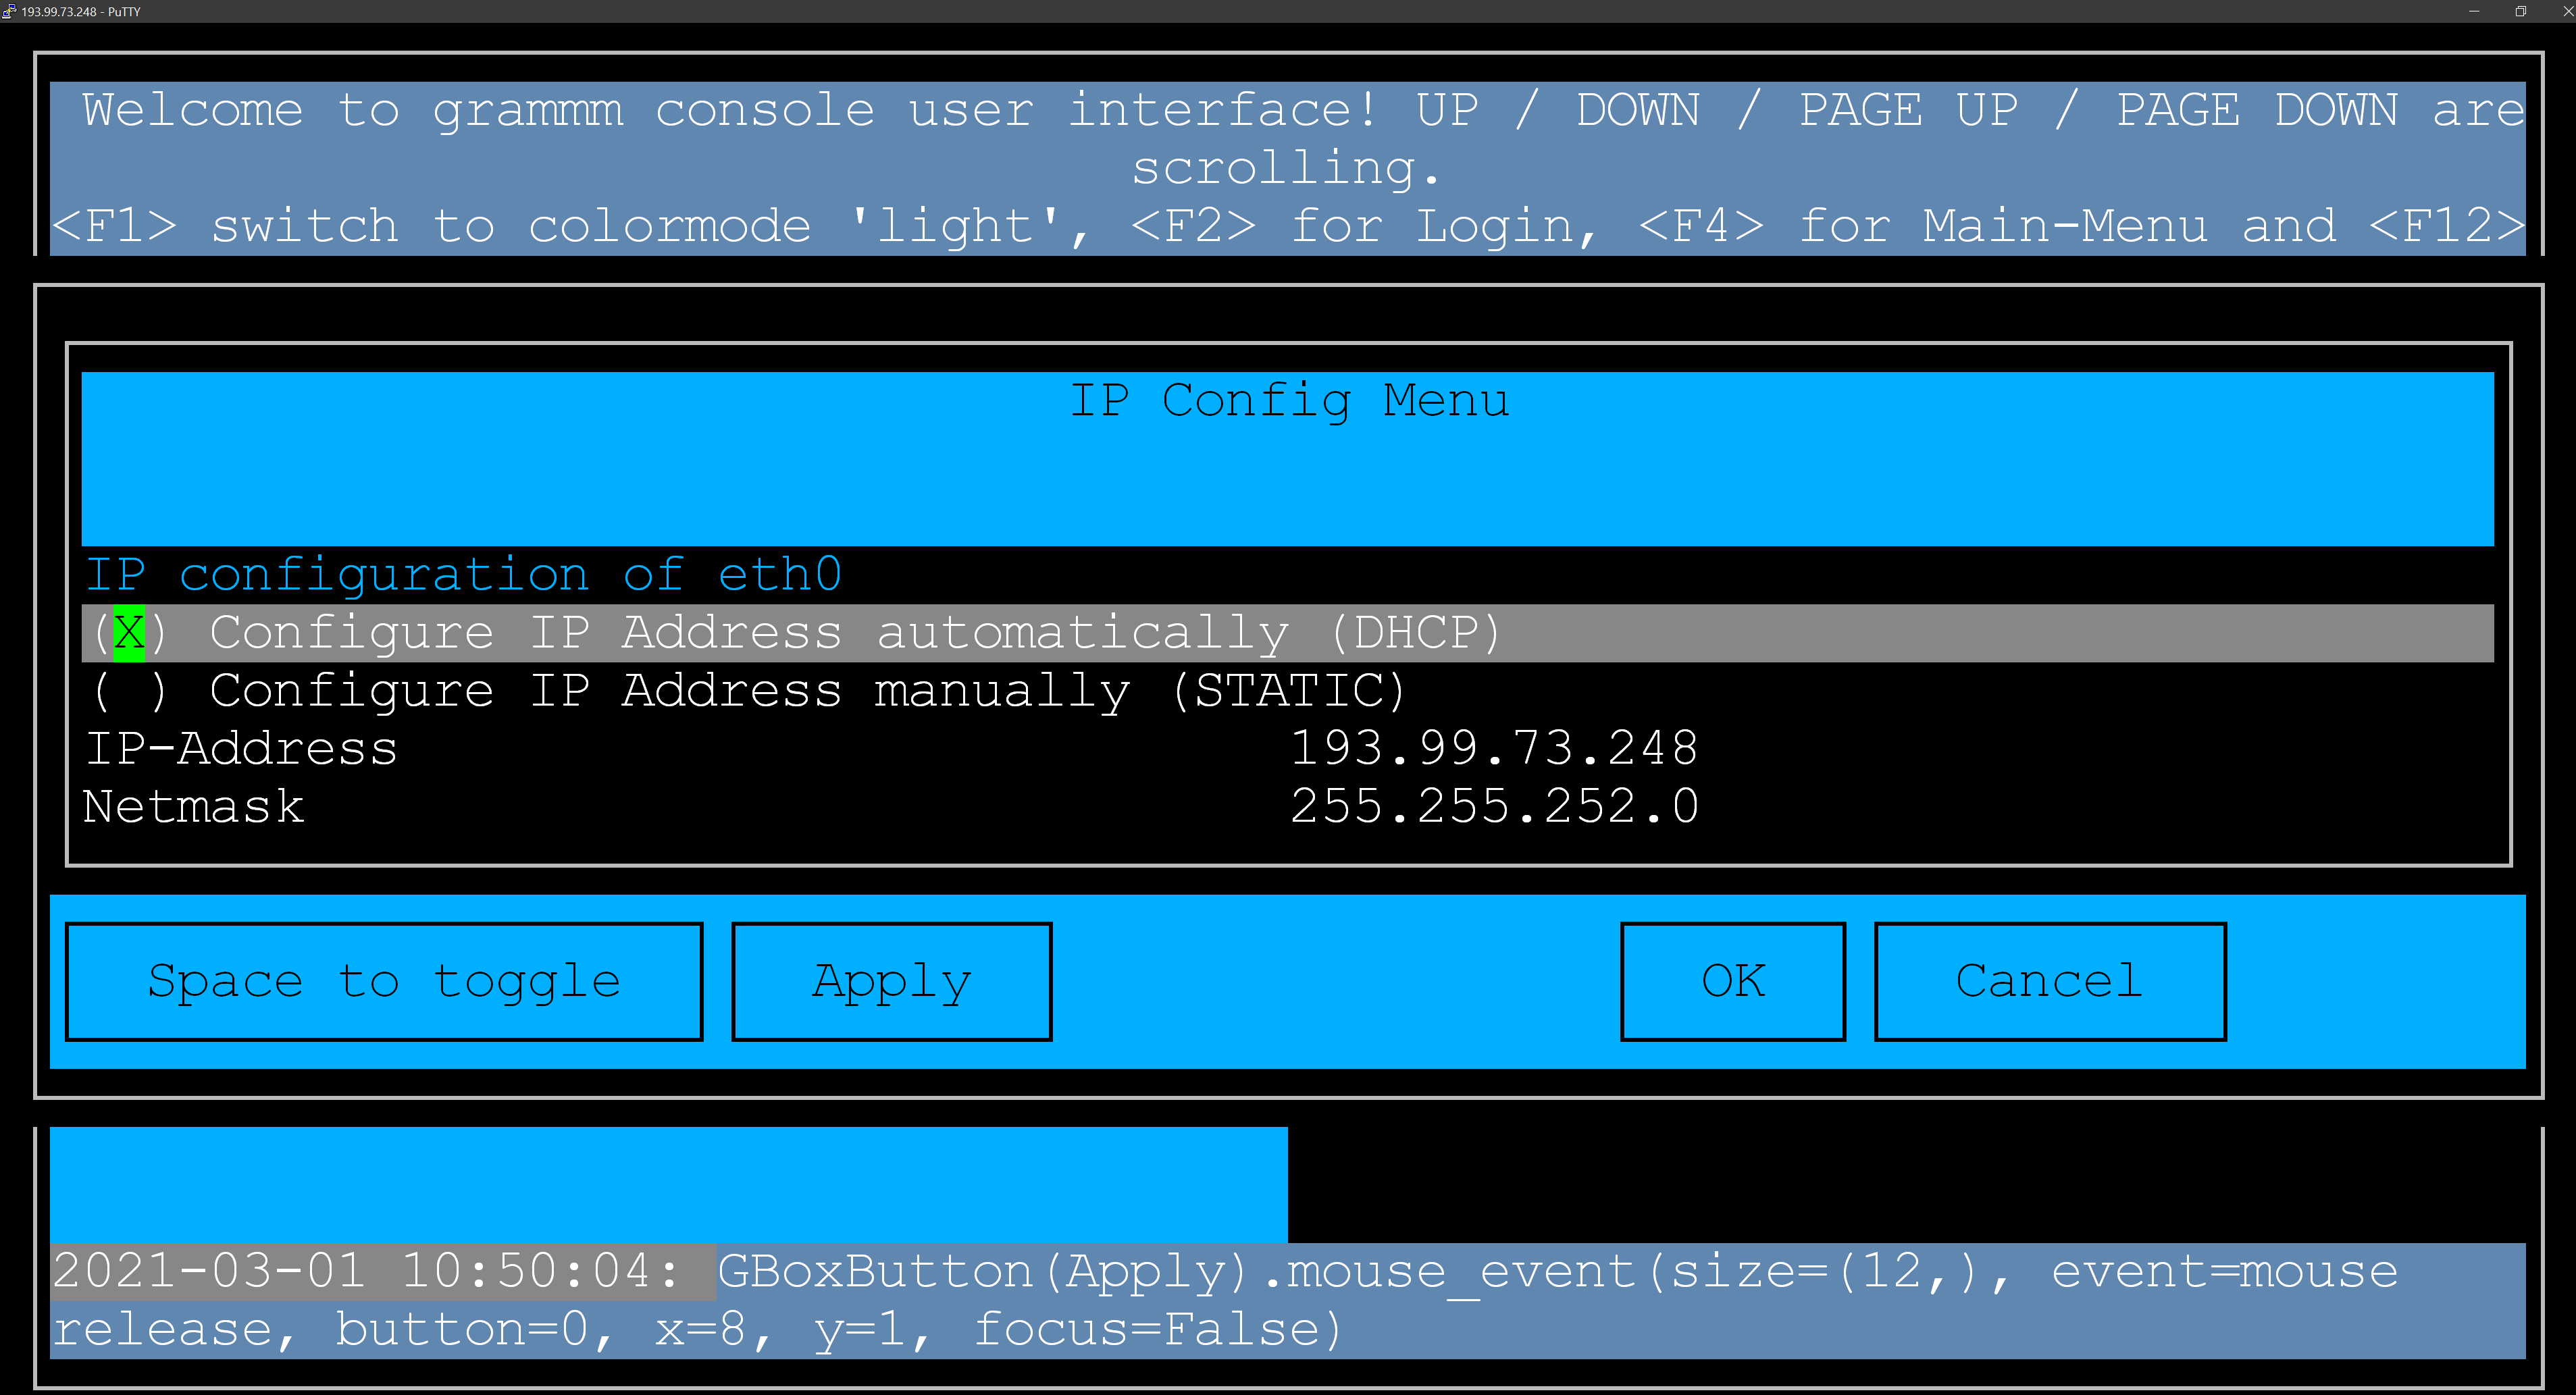 193.99.73.248 - PuTTY
Welcome to grammm console user interface! UP / DOWN / PAGE UP / PAGE DOWN are
scrolling.
<F1> switch to colormode 'light', <F2> for Login, <F4> for Main-Menu and <F12>
IP Config Menu
IP configuration of eth0
(X) Configure IP Address automatically (DHCP)
( ) Configure IP Address manually (STATIC)
IP-Address 193.99.73.248
Netmask 255.255.252.0
Space to toggle Apply OK Cancel
2021-03-01 10:50:04: GBoxButton(Apply).mouse_event(size=(12,), event=mouse
release, button=0, x=8, y=1, focus=False)